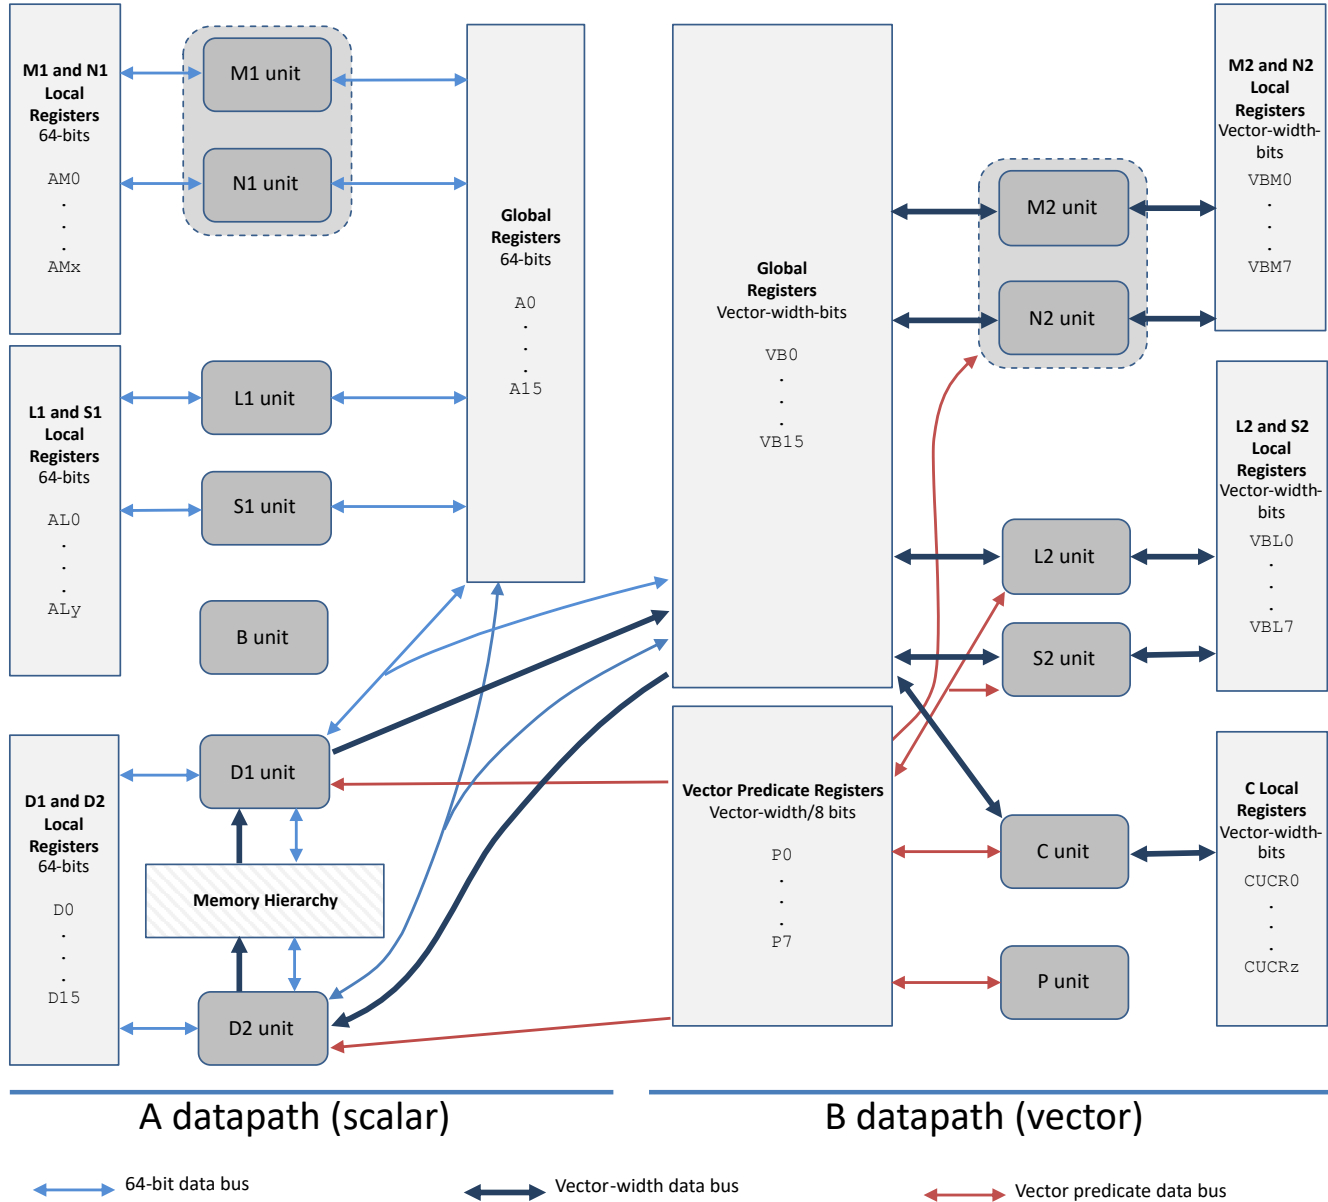 M1 and N1
Local
Registers
64-bits
AM0
.
.
.
AMx
M1 unit
N1 unit
L1 and S1
Local
Registers
64-bits
AL0
.
.
.
ALy
L1 unit
S1 unit
B unit
Global
Registers
64-bits
A0
.
.
.
A15
D1 and D2
Local
Registers
64-bits
D0
.
.
.
D15
D1 unit
Memory Hierarchy
D2 unit
Global
Registers
Vector-width-bits
VB0
.
.
.
VB15
Vector Predicate Registers
Vector-width/8 bits
P0
.
.
.
P7
M2 unit
N2 unit
L2 unit
S2 unit
C unit
P unit
M2 and N2
Local
Registers
Vector-width-
bits
VBM0
.
.
.
VBM7
L2 and S2
Local
Registers
Vector-width-
bits
VBL0
.
.
.
VBL7
C Local
Registers
Vector-width-
bits
CUCR0
.
.
.
CUCRz
A datapath (scalar)
B datapath (vector)
64-bit data bus
Vector-width data bus
Vector predicate data bus